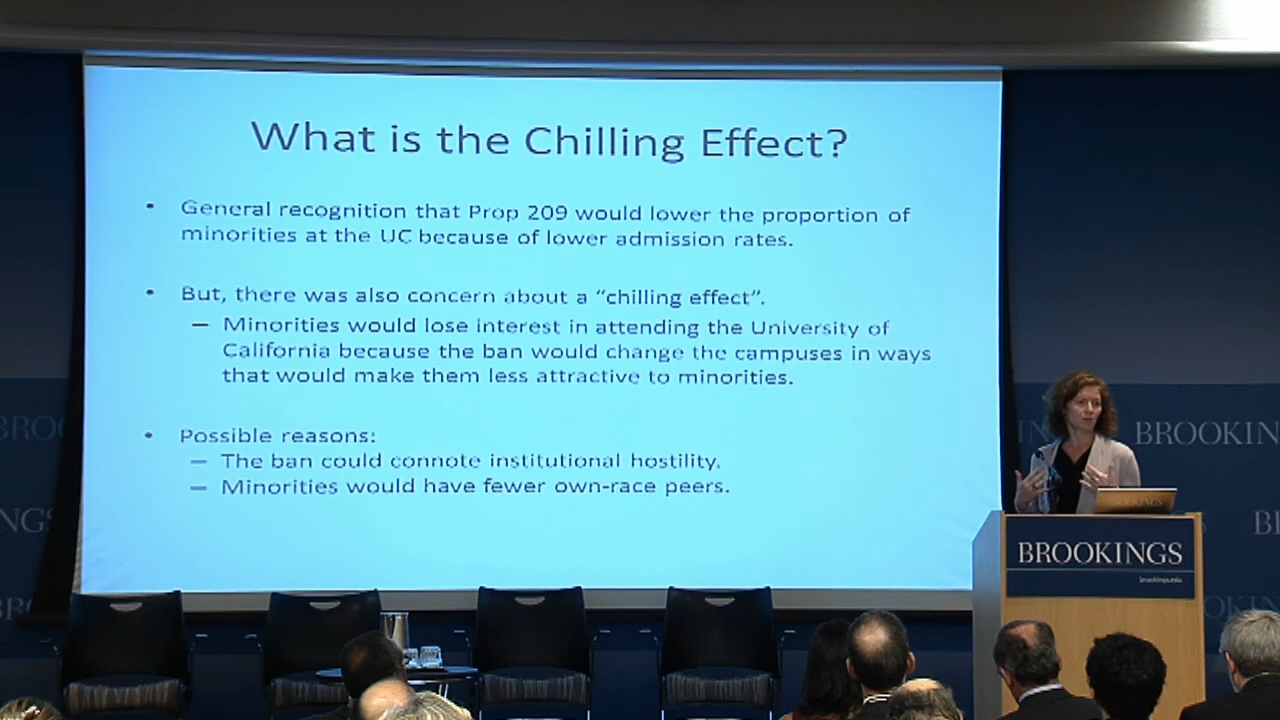 What is the Chilling Effect?
• General recognition that Prop 209 would lower the proportion of
minorities at the UC because of lower admission rates.
• But, there was also concern about a “chilling effect”.
– Minorities would lose interest in attending the University of
California because the ban would change the campuses in ways
that would make them less attractive to minorities.
• Possible reasons:
– The ban could connote institutional hostility.
– Minorities would have fewer own-race peers.
BROOKIN
BROOKINGS
brookings.edu